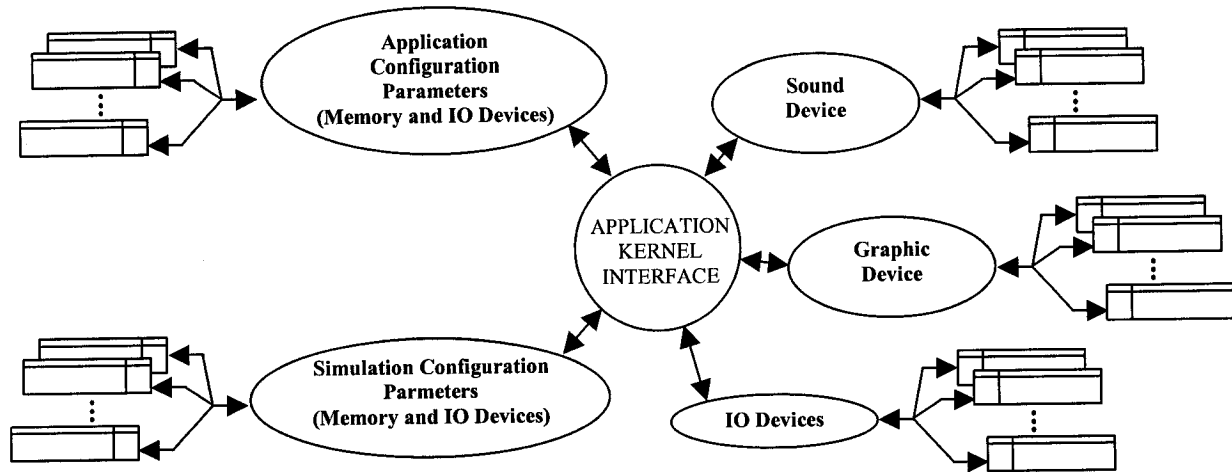 Application
Configuration
Parameters
(Memory and IO Devices)
Sound
Device
APPLICATION
KERNEL
INTERFACE
Graphic
Device
Simulation Configuration
Parmeters
(Memory and IO Devices)
IO Devices